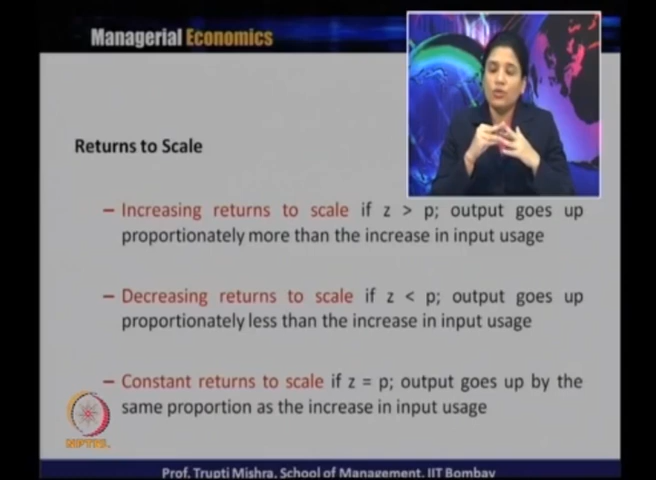 Managerial Economics
Returns to Scale
– Increasing returns to scale if z > p; output goes up
proportionately more than the increase in input usage
– Decreasing returns to scale if z < p; output goes up
proportionately less than the increase in input usage
– Constant returns to scale if z = p; output goes up by the
same proportion as the increase in input usage
NPTEL
Prof. Trupti Mishra, School of Management, IIT Bombay